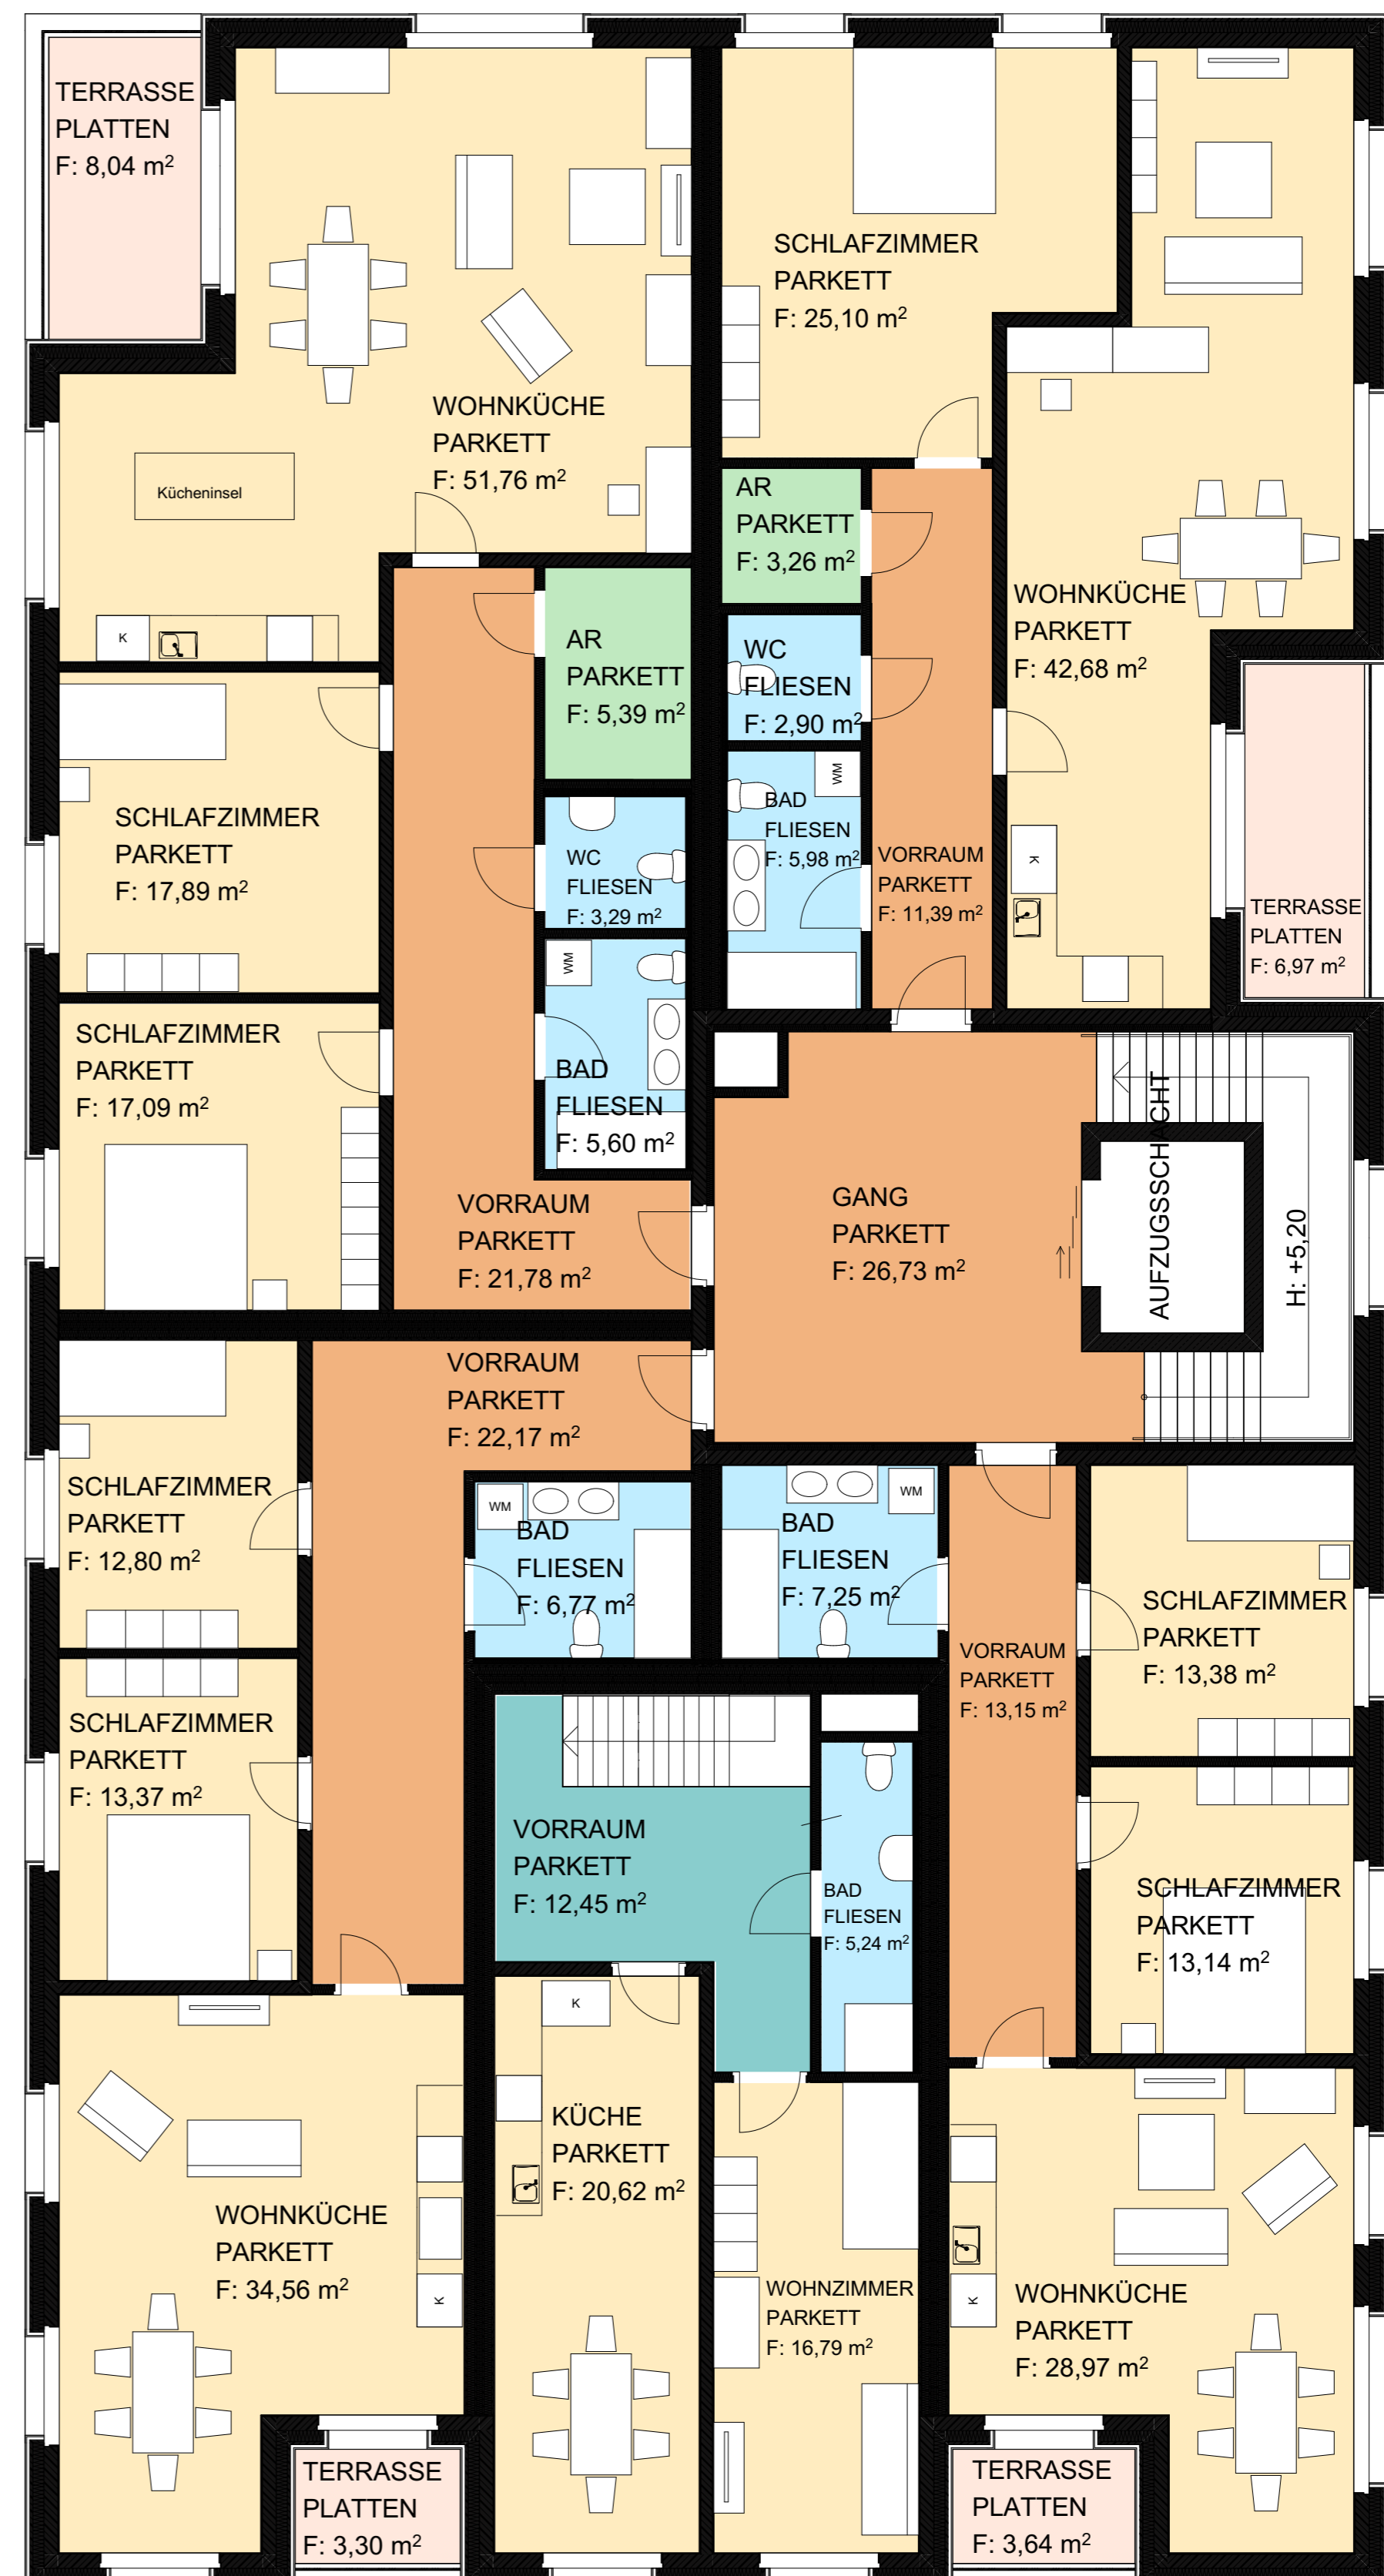 TERRASSE
PLATTEN
F: 8,04 m²
WOHNKÜCHE
PARKETT
F: 51,76 m²
Kücheninsel
K
SCHLAFZIMMER
PARKETT
F: 25,10 m²
AR
PARKETT
F: 3,26 m²
WC
FLIESEN
F: 2,90 m²
WM
BAD
FLIESEN
F: 5,98 m²
VORRAUM
PARKETT
F: 11,39 m²
WOHNKÜCHE
PARKETT
F: 42,68 m²
K
TERRASSE
PLATTEN
F: 6,97 m²
AR
PARKETT
F: 5,39 m²
SCHLAFZIMMER
PARKETT
F: 17,89 m²
WC
FLIESEN
F: 3,29 m²
WM
BAD
FLIESEN
F: 5,60 m²
SCHLAFZIMMER
PARKETT
F: 17,09 m²
VORRAUM
PARKETT
F: 21,78 m²
GANG
PARKETT
F: 26,73 m²
AUFZUGSSCHACHT
H: +5,20
VORRAUM
PARKETT
F: 22,17 m²
SCHLAFZIMMER
PARKETT
F: 12,80 m²
WM
BAD
FLIESEN
F: 6,77 m²
WM
BAD
FLIESEN
F: 7,25 m²
SCHLAFZIMMER
PARKETT
F: 13,38 m²
VORRAUM
PARKETT
F: 13,15 m²
SCHLAFZIMMER
PARKETT
F: 13,37 m²
VORRAUM
PARKETT
F: 12,45 m²
BAD
FLIESEN
F: 5,24 m²
SCHLAFZIMMER
PARKETT
F: 13,14 m²
K
KÜCHE
PARKETT
F: 20,62 m²
WOHNKÜCHE
PARKETT
F: 34,56 m²
K
WOHNZIMMER
PARKETT
F: 16,79 m²
K
WOHNKÜCHE
PARKETT
F: 28,97 m²
TERRASSE
PLATTEN
F: 3,30 m²
TERRASSE
PLATTEN
F: 3,64 m²